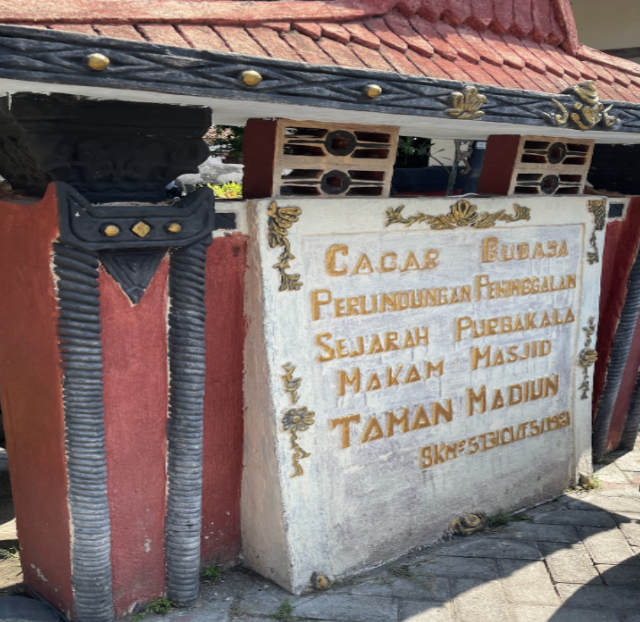 CAGAR BUDAYA
PERLINDUNGAN PENINGGALAN
SEJARAH PURBAKALA
MAKAM MASJID
TAMAN MADIUN